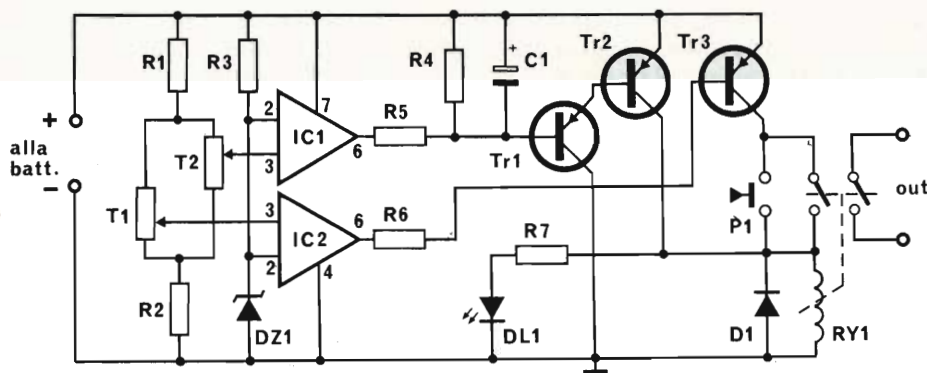 Tr2
Tr3
R1
R3
R4
+
C1
2
7
R5
+
IC1
6
alla
batt.
T2
3
Tr1
-
out
T1
3
6
R6
P1
IC2
R7
2
4
R2
DZ1
DL1
D1
RY1